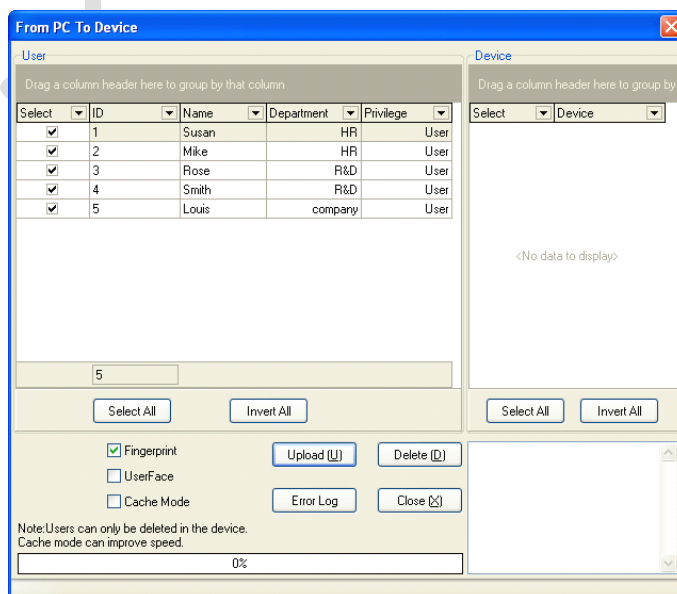 From PC To Device
User
Device
Drag a column header here to group by that column
Drag a column header here to group by
Select ID Name Department Privilege
Select Device
1 Susan HR User
2 Mike HR User
3 Rose R&D User
4 Smith R&D User
5 Louis company User
<No data to display>
5
Select All Invert All
Select All Invert All
Fingerprint
Upload (U) Delete (D)
UserFace
Cache Mode
Error Log Close (X)
Note:Users can only be deleted in the device.
Cache mode can improve speed.
0%